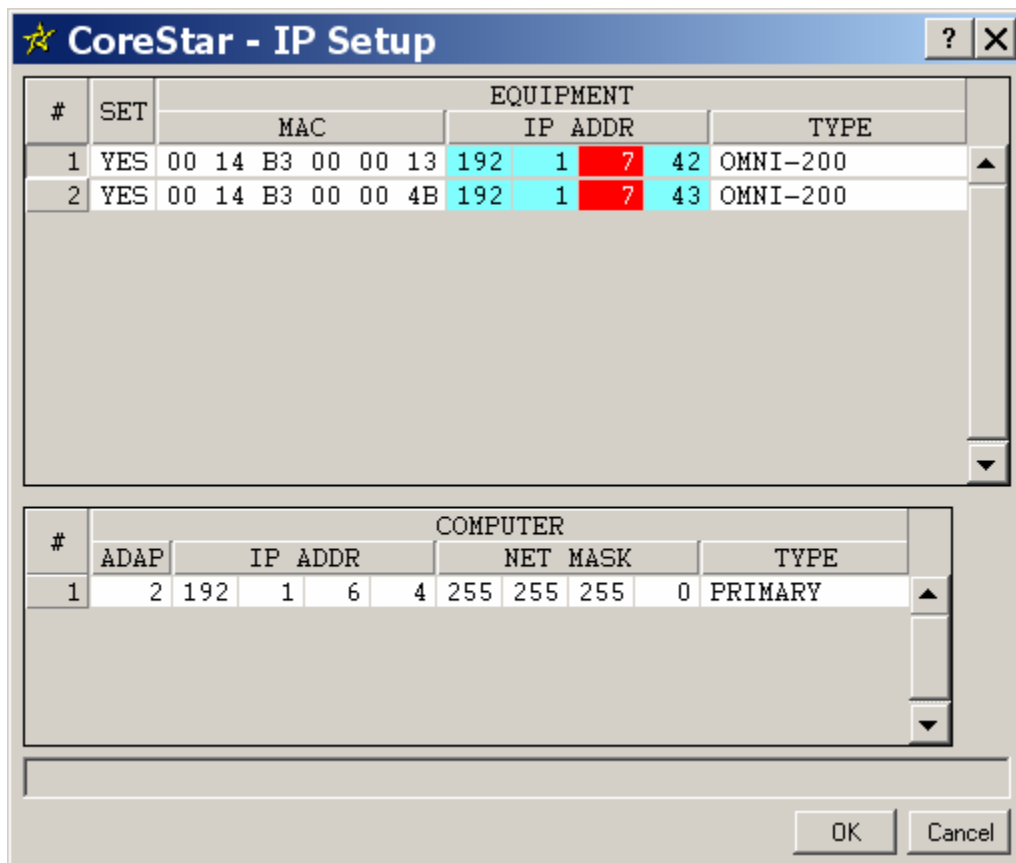 CoreStar - IP Setup ?
# SET EQUIPMENT
MAC IP ADDR TYPE
1 YES 00 14 B3 00 00 13 192 1 7 42 OMNI-200
2 YES 00 14 B3 00 00 4B 192 1 7 43 OMNI-200
# COMPUTER
ADAP IP ADDR NET MASK TYPE
1 2 192 1 6 4 255 255 255 0 PRIMARY
OK Cancel